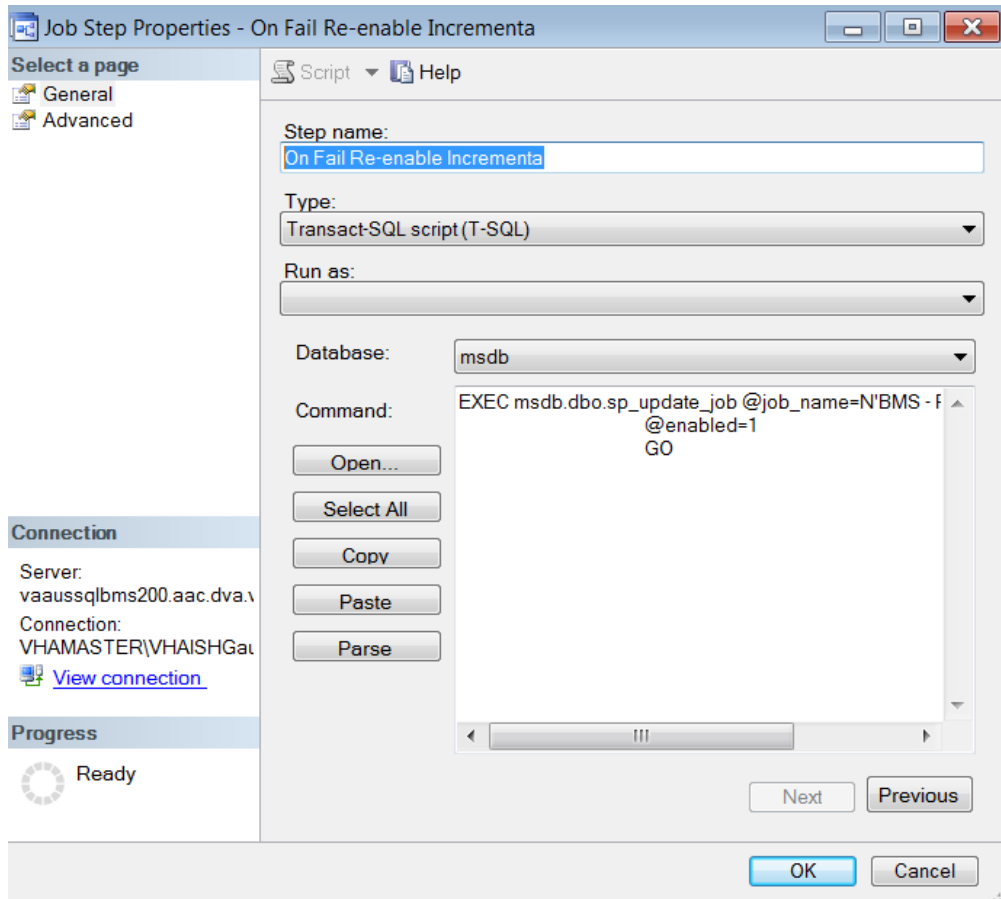 Job Step Properties - On Fail Re-enable Incrementa
Select a page
General
Advanced
Script
Help
Step name:
On Fail Re-enable Incrementa
Type:
Transact-SQL script (T-SQL)
Run as:
Database:
msdb
Command:
EXEC msdb.dbo.sp_update_job @job_name=N'BMS -
@enabled=1
GO
Open...
Select All
Copy
Paste
Parse
Connection
Server:
vaaussqlbms200.aac.dva.v
Connection:
VHAMASTER\VHAISHGau
View connection
Progress
Ready
Next
Previous
OK
Cancel